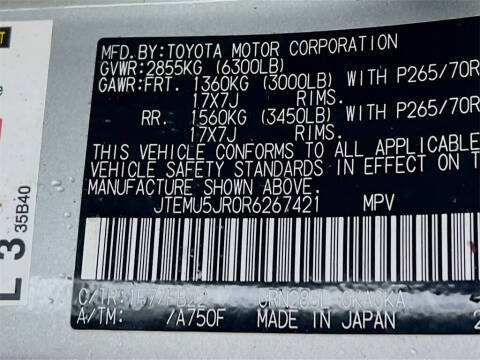 MFD. BY: TOYOTA MOTOR CORPORATION
GVWR: 2855KG (6300LB)
GAWR: FRT. 1360KG (3000LB) WITH P265/70R
17X7J RIMS.
RR. 1560KG (3450LB) WITH P265/70R
17X7J RIMS.
THIS VEHICLE CONFORMS TO ALL APPLICABLE
VEHICLE SAFETY STANDARDS IN EFFECT ON
MANUFACTURE SHOWN ABOVE.
JTEMU5JR0R6267421 MPV
C/TR:
A/TM: /A750F MADE IN JAPAN
L 3
35B40